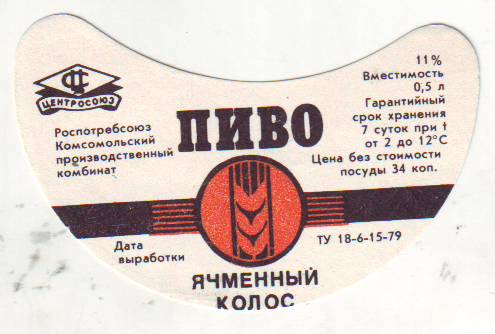 ЦС
ЦЕНТРОСОЮЗ
Роспотребсоюз
Комсомольский
производственный
комбинат
ПИВО
11%
Вместимость
0,5 л
Гарантийный
срок хранения
7 суток при t
от 2 до 12°С
Цена без стоимости
посуды 34 коп.
Дата
выработки
ТУ 18-6-15-79
ЯЧМЕННЫЙ
КОЛОС